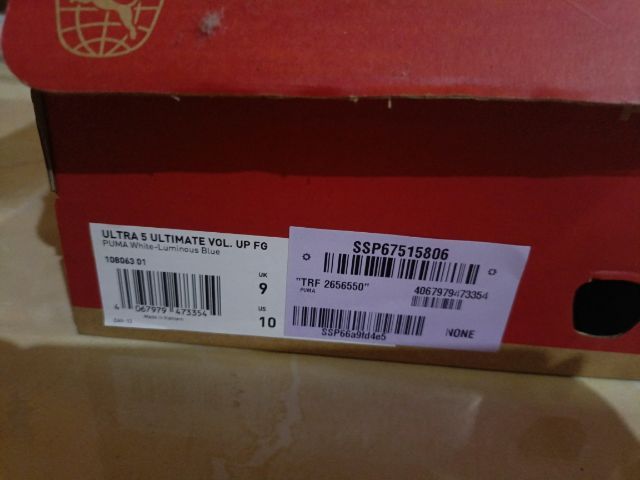 ULTRA 5 ULTIMATE VOL. UP FG
PUMA White-Luminous Blue
108063 01
UK
9
US
10
4 067979 473354
(Made in Vietnam)
SSP67515806
"TRF 2656550"
PUMA
4067979473354
SSP66a9fd4e5
NONE